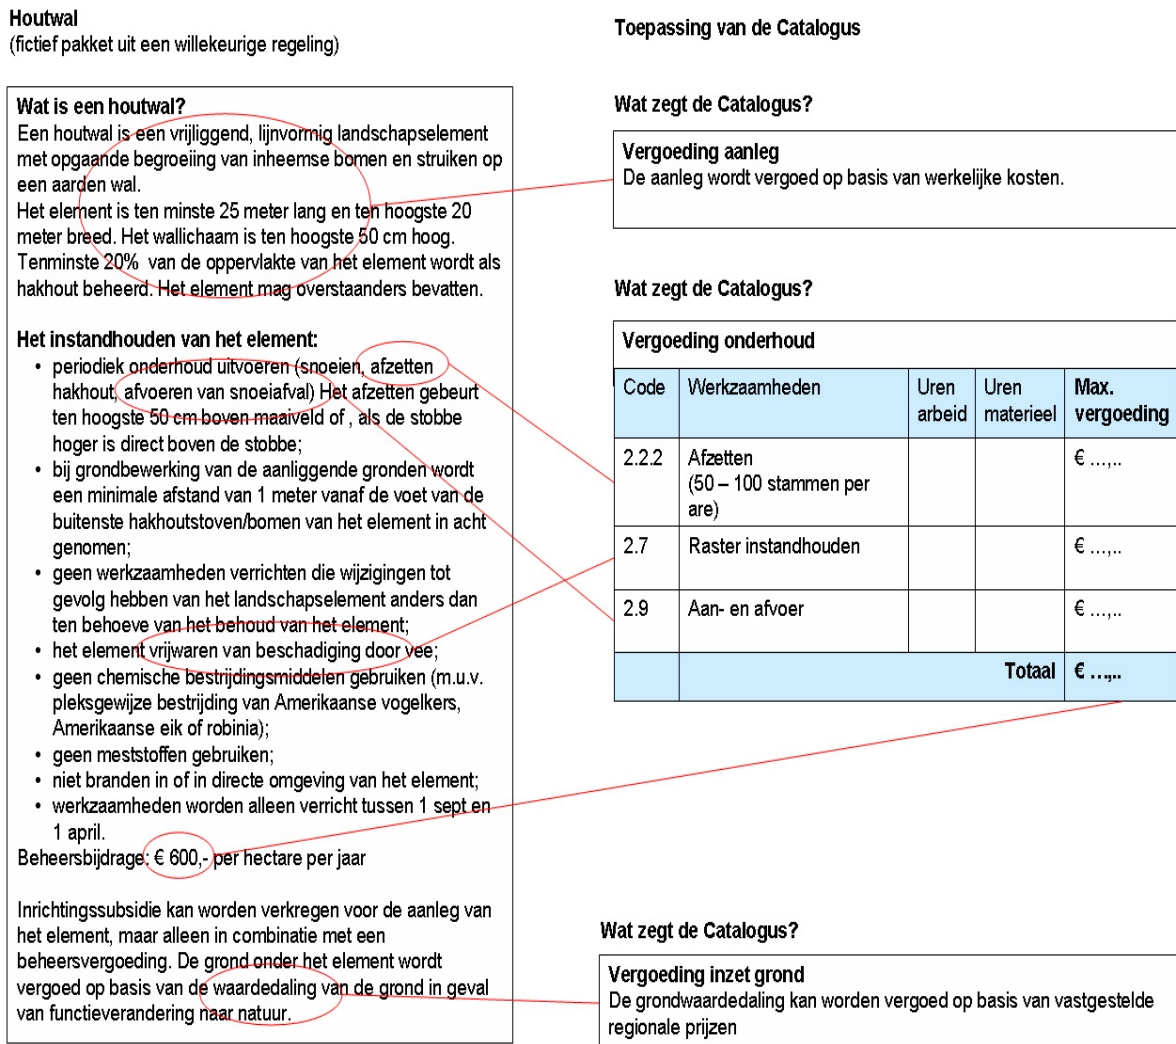 Houtwal
(fictief pakket uit een willekeurige regeling)
Wat is een houtwal?
Een houtwal is een vrijliggend, lijnvormig landschapselement
met opgaande begroeiing van inheemse bomen en struiken op
een aarden wal.
Het element is ten minste 25 meter lang en ten hoogste 20
meter breed. Het wallichaam is ten hoogste 50 cm hoog.
Tenminste 20% van de oppervlakte van het element wordt als
hakhout beheerd. Het element mag overstaanders bevatten.
Het instandhouden van het element:
• periodiek onderhoud uitvoeren (snoeien, afzetten
hakhout, afvoeren van snoeiafval) Het afzetten gebeurt
ten hoogste 50 cm boven maaiveld of , als de stobbe
hoger is direct boven de stobbe;
• bij grondbewerking van de aanliggende gronden wordt
een minimale afstand van 1 meter vanaf de voet van de
buitenste hakhoutstoven/bomen van het element in acht
genomen;
• geen werkzaamheden verrichten die wijzigingen tot
gevolg hebben van het landschapselement anders dan
ten behoeve van het behoud van het element;
• het element vrijwaren van beschadiging door vee;
• geen chemische bestrijdingsmiddelen gebruiken (m.u.v.
pleksgewijze bestrijding van Amerikaanse vogelkers,
Amerikaanse eik of robinia);
• geen meststoffen gebruiken;
• niet branden in of in directe omgeving van het element;
• werkzaamheden worden alleen verricht tussen 1 sept en
1 april.
Beheersbijdrage: € 600,- per hectare per jaar
Inrichtingssubsidie kan worden verkregen voor de aanleg van
het element, maar alleen in combinatie met een
beheersvergoeding. De grond onder het element wordt
vergoed op basis van de waardedaling van de grond in geval
van functieverandering naar natuur.
Toepassing van de Catalogus
Wat zegt de Catalogus?
Vergoeding aanleg
De aanleg wordt vergoed op basis van werkelijke kosten.
Wat zegt de Catalogus?
Vergoeding onderhoud
Code Werkzaamheden Uren arbeid Uren materieel Max. vergoeding
2.2.2 Afzetten € ...,..
(50 – 100 stammen per
are)
2.7 Raster instandhouden € ...,..
2.9 Aan- en afvoer € ...,..
Totaal € ...,..
Wat zegt de Catalogus?
Vergoeding inzet grond
De grondwaardedaling kan worden vergoed op basis van vastgestelde
regionale prijzen